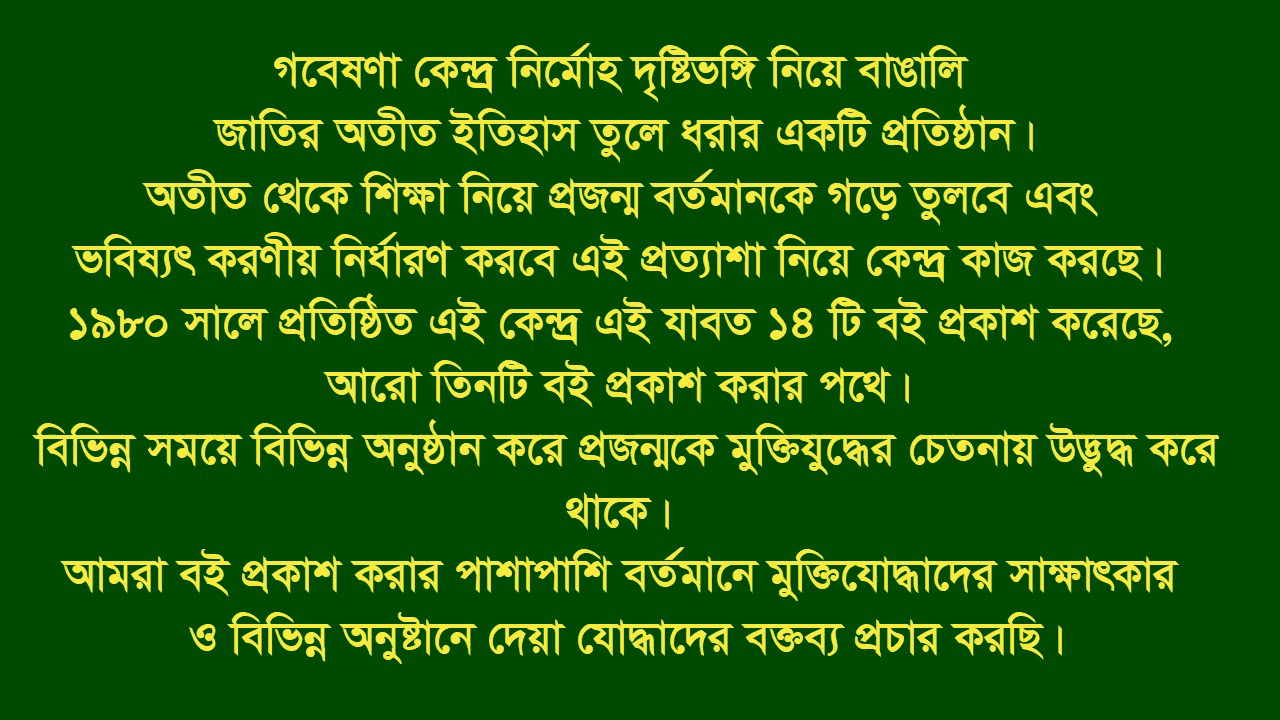 গবেষণা কেন্দ্র নির্মোহ দৃষ্টিভঙ্গি নিয়ে বাঙালি
জাতির অতীত ইতিহাস তুলে ধরার একটি প্রতিষ্ঠান।
অতীত থেকে শিক্ষা নিয়ে প্রজন্ম বর্তমানকে গড়ে তুলবে এবং
ভবিষ্যৎ করণীয় নির্ধারণ করবে এই প্রত্যাশা নিয়ে কেন্দ্র কাজ করছে।
১৯৮০ সালে প্রতিষ্ঠিত এই কেন্দ্র এই যাবত ১৪ টি বই প্রকাশ করেছে,
আরো তিনটি বই প্রকাশ করার পথে।
বিভিন্ন সময়ে বিভিন্ন অনুষ্ঠান করে প্রজন্মকে মুক্তিযুদ্ধের চেতনায় উদ্ভুদ্ধ করে
থাকে।
আমরা বই প্রকাশ করার পাশাপাশি বর্তমানে মুক্তিযোদ্ধাদের সাক্ষাৎকার
ও বিভিন্ন অনুষ্টানে দেয়া যোদ্ধাদের বক্তব্য প্রচার করছি।